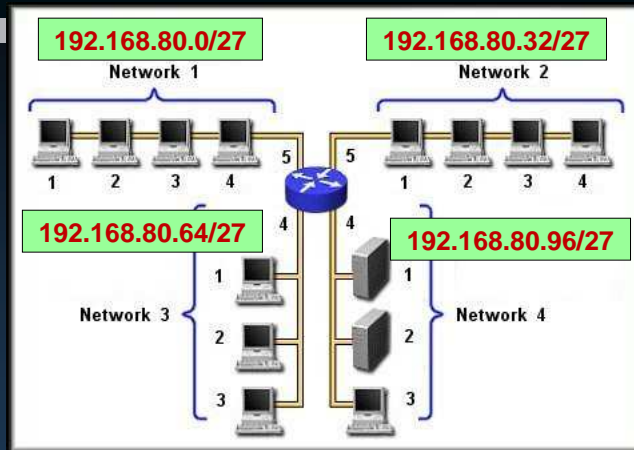 192.168.80.0/27
192.168.80.32/27
Network 1
Network 2
5 5
1 2 3 4
1 2 3 4
192.168.80.64/27
4 4
192.168.80.96/27
1 1
Network 3
Network 4
2 2
3 3